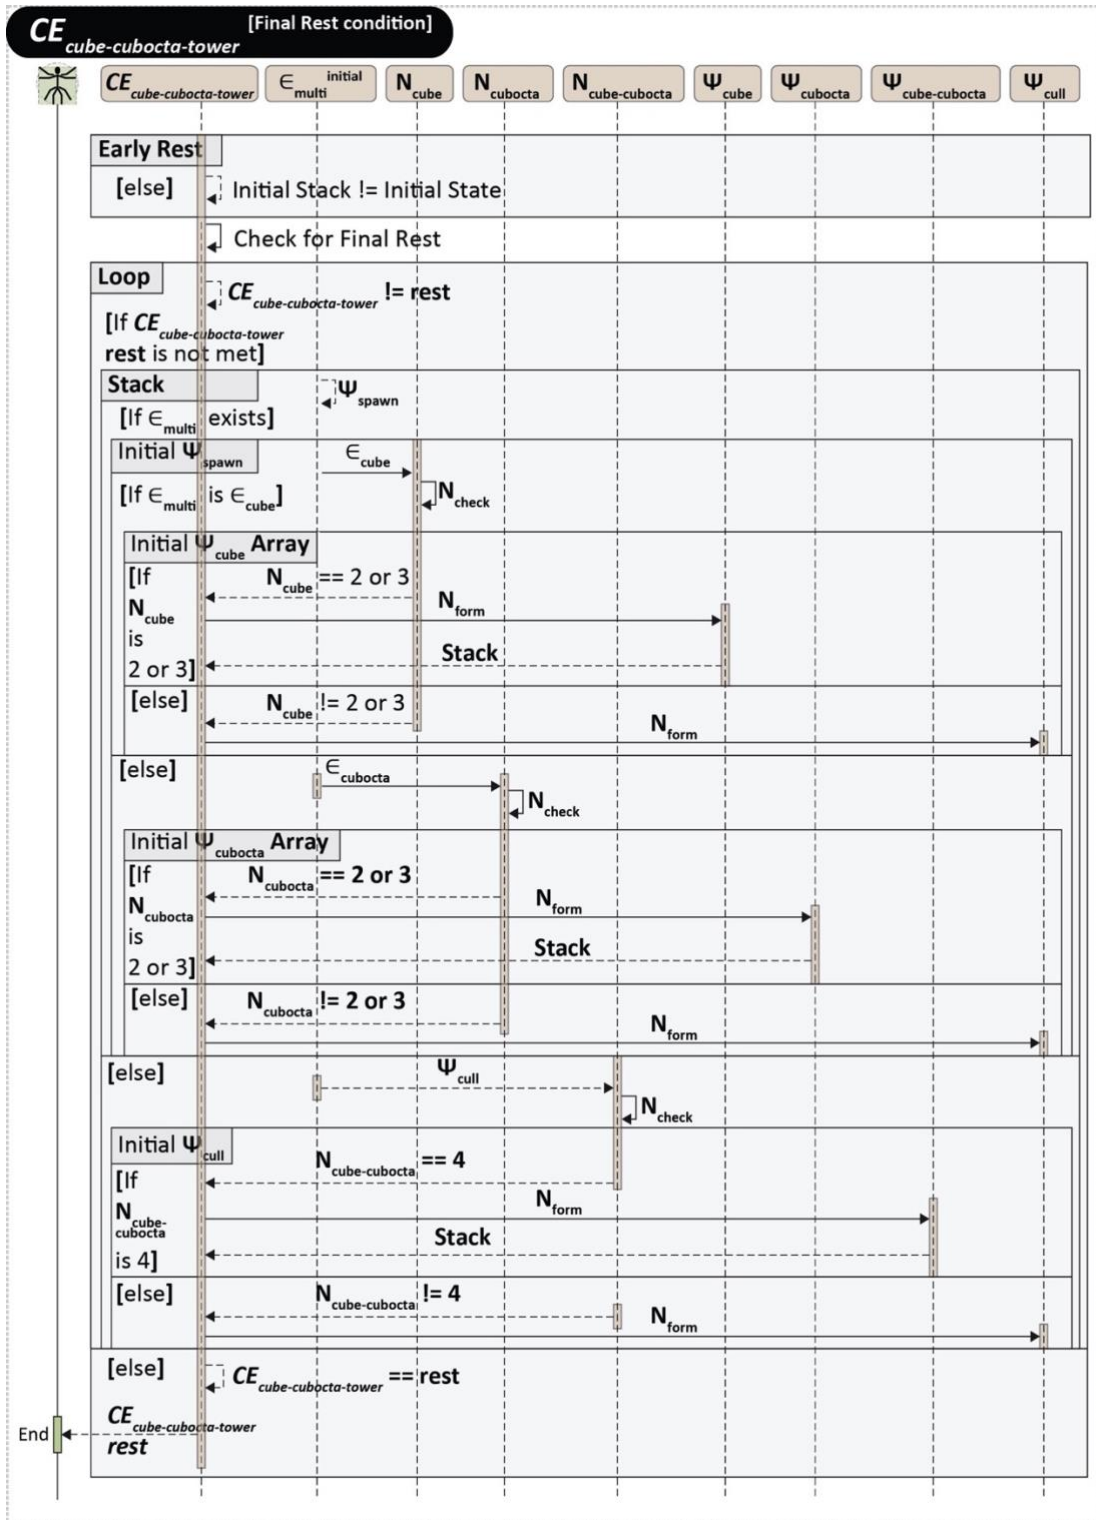 CE cube-cubocta-tower [Final Rest condition]
CE cube-cubocta-tower ∈ multi initial N cube N cubocta N cube-cubocta Ψ cube Ψ cubocta Ψ cube-cubocta Ψ cull
Early Rest
[else] Initial Stack != Initial State
Check for Final Rest
Loop
CE cube-cubocta-tower != rest
[If CE cube-cubocta-tower
rest is not met]
Stack
Ψ spawn
[If ∈ multi exists]
Initial Ψ spawn ∈ cube
[If ∈ multi is ∈ cube] N check
Initial Ψ cube Array
[If N cube == 2 or 3
N cube N form
is
2 or 3] Stack
[else] N cube != 2 or 3
N form
[else] ∈ cubocta
N check
Initial Ψ cubocta Array
[If N cubocta == 2 or 3
N cubocta N form
is
2 or 3] Stack
[else] N cubocta != 2 or 3
N form
[else] Ψ cull
N check
Initial Ψ cull
N cube-cubocta == 4
[If
N cube-cubocta N form
is 4] Stack
[else] N cube-cubocta != 4
N form
[else] CE cube-cubocta-tower == rest
CE cube-cubocta-tower
End rest